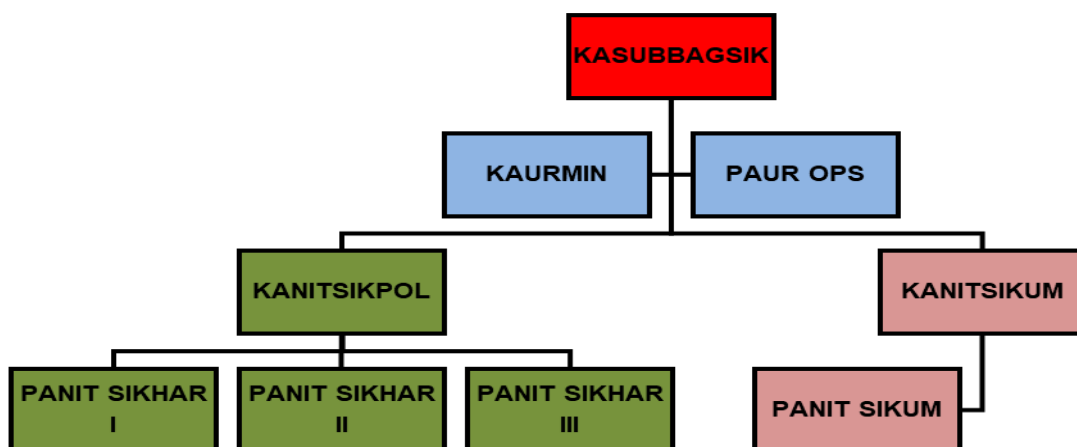 KASUBBAGSIK
KAURMIN
PAUR OPS
KANITSIKPOL
KANITSIKUM
PANIT SIKHAR
I
PANIT SIKHAR
II
PANIT SIKHAR
III
PANIT SIKUM